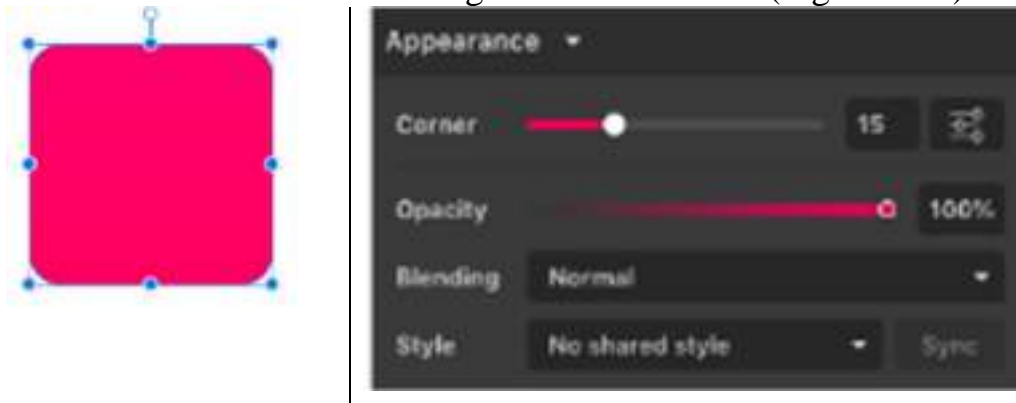 Appearance
Corner 15
Opacity 100%
Blending Normal
Style No shared style Sync